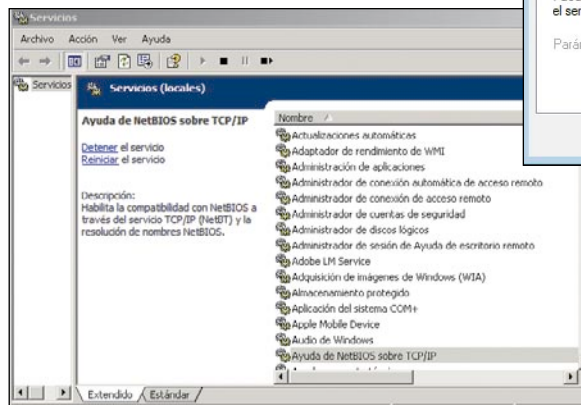 Servicios
Archivo Acción Ver Ayuda
Servicios
Servicios (locales)
Ayuda de NetBIOS sobre TCP/IP
Detener el servicio
Reiniciar el servicio
Descripción:
Habilita la compatibilidad con NetBIOS a
través del servicio TCP/IP (NetBT) y la
resolución de nombres NetBIOS.
Nombre
Actualizaciones automáticas
Adaptador de rendimiento de WMI
Administración de aplicaciones
Administrador de conexión automática de acceso remoto
Administrador de conexión de acceso remoto
Administrador de cuentas de seguridad
Administrador de discos lógicos
Administrador de sesión de Ayuda de escritorio remoto
Adobe LM Service
Adquisición de imágenes de Windows (WIA)
Almacenamiento protegido
Aplicación del sistema COM+
Apple Mobile Device
Audio de Windows
Ayuda de NetBIOS sobre TCP/IP
Extendido
Estándar
el ser
Pará